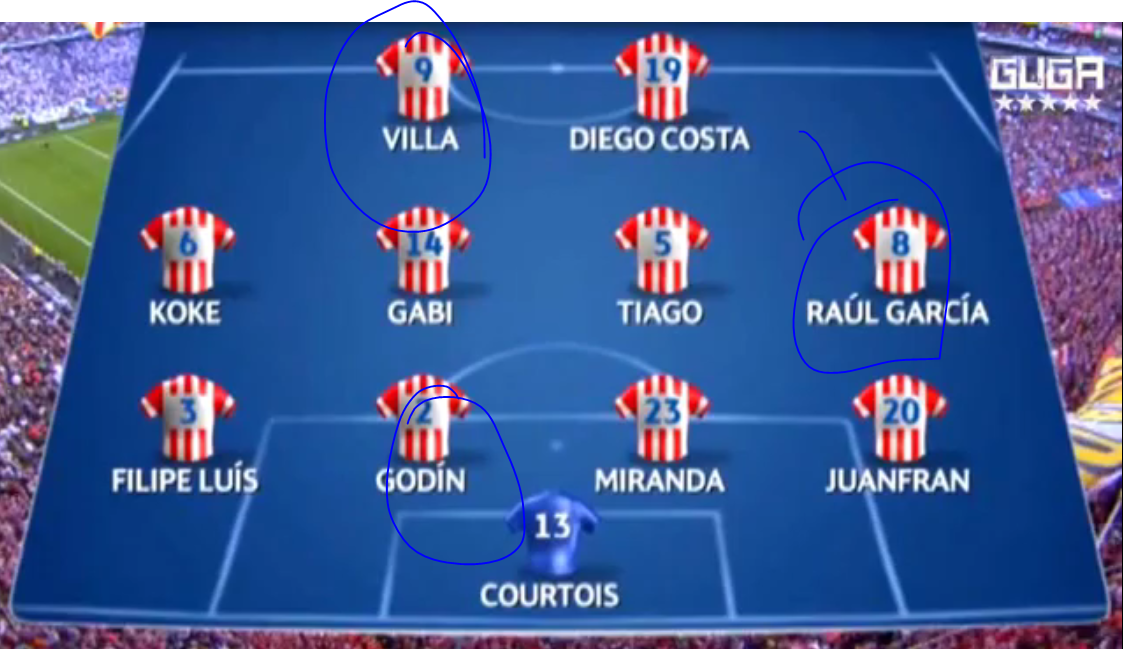 GUGA
9
19
VILLA
DIEGO COSTA
6
14
5
8
KOKE
GABI
TIAGO
RAÚL GARCÍA
3
2
23
20
FILIPE LUÍS
GODÍN
MIRANDA
JUANFRAN
13
COURTOIS